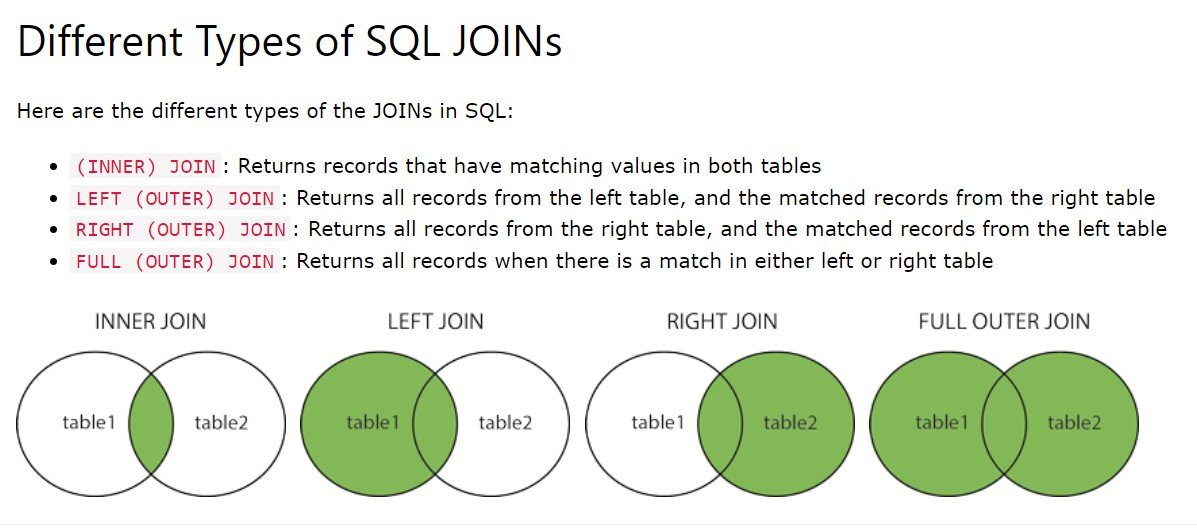 Different Types of SQL JOINs
Here are the different types of the JOINs in SQL:
• (INNER) JOIN: Returns records that have matching values in both tables
• LEFT (OUTER) JOIN: Returns all records from the left table, and the matched records from the right table
• RIGHT (OUTER) JOIN: Returns all records from the right table, and the matched records from the left table
• FULL (OUTER) JOIN: Returns all records when there is a match in either left or right table
INNER JOIN LEFT JOIN RIGHT JOIN FULL OUTER JOIN
table1 table2 table1 table2 table1 table2 table1 table2